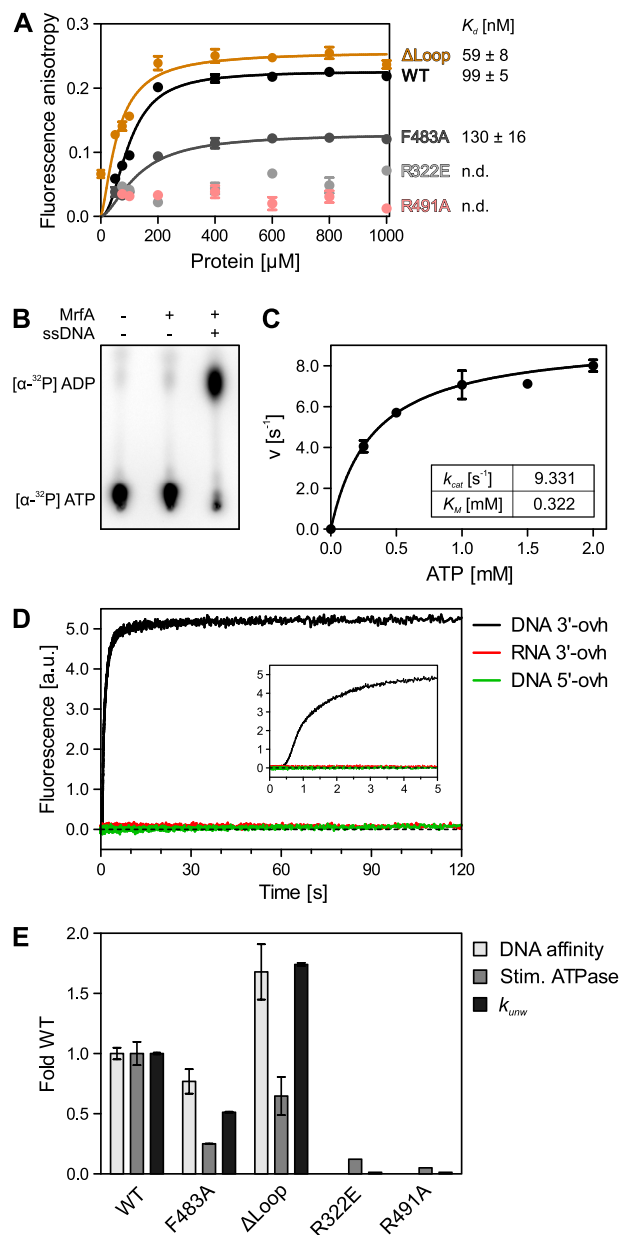 A
K_d [nM]
0.3
0.2
0.1
0.0
Fluorescence anisotropy
ΔLoop 59 ± 8
WT 99 ± 5
F483A 130 ± 16
R322E n.d.
R491A n.d.
0 200 400 600 800 1000
Protein [µM]
B
MrfA - + +
ssDNA - - +
[α-³²P] ADP
[α-³²P] ATP
C
8.0
6.0
4.0
2.0
0.0
v [s⁻¹]
k_cat [s⁻¹] 9.331
K_M [mM] 0.322
0.0 0.5 1.0 1.5 2.0
ATP [mM]
D
5.0
4.0
3.0
2.0
1.0
0.0
Fluorescence [a.u.]
DNA 3'-ovh
RNA 3'-ovh
DNA 5'-ovh
5
4
3
2
1
0
0 1 2 3 4 5
0 30 60 90 120
Time [s]
E
2.0
1.5
1.0
0.5
0.0
Fold WT
DNA affinity
Stim. ATPase
k_unw
WT F483A ΔLoop R322E R491A